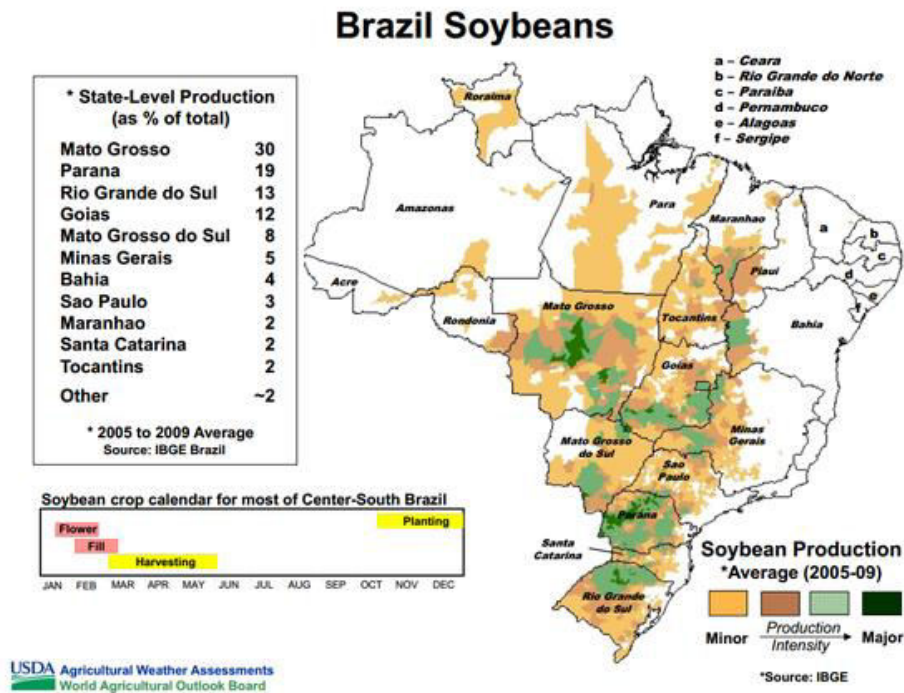 Brazil Soybeans
* State-Level Production
(as % of total)
Mato Grosso 30
Parana 19
Rio Grande do Sul 13
Goias 12
Mato Grosso do Sul 8
Minas Gerais 5
Bahia 4
Sao Paulo 3
Maranhao 2
Santa Catarina 2
Tocantins 2
Other ~2
* 2005 to 2009 Average
Source: IBGE Brazil
a – Ceara
b – Rio Grande do Norte
c – Paraiba
d – Pernambuco
e – Alagoas
f – Sergipe
Roraima
Amazonas
Para
Maranhao
a
b
c
d
e
f
Piaui
Acre
Rondonia
Mato Grosso
Tocantins
Bahia
Goias
Minas
Gerais
Mato Grosso
do Sul
Sao
Paulo
Parana
Santa
Catarina
Rio Grande
do Sul
Soybean crop calendar for most of Center-South Brazil
Planting
Flower
Fill
Harvesting
JAN FEB MAR APR MAY JUN JUL AUG SEP OCT NOV DEC
Soybean Production
*Average (2005-09)
Minor Production Intensity Major
*Source: IBGE
USDA Agricultural Weather Assessments
World Agricultural Outlook Board